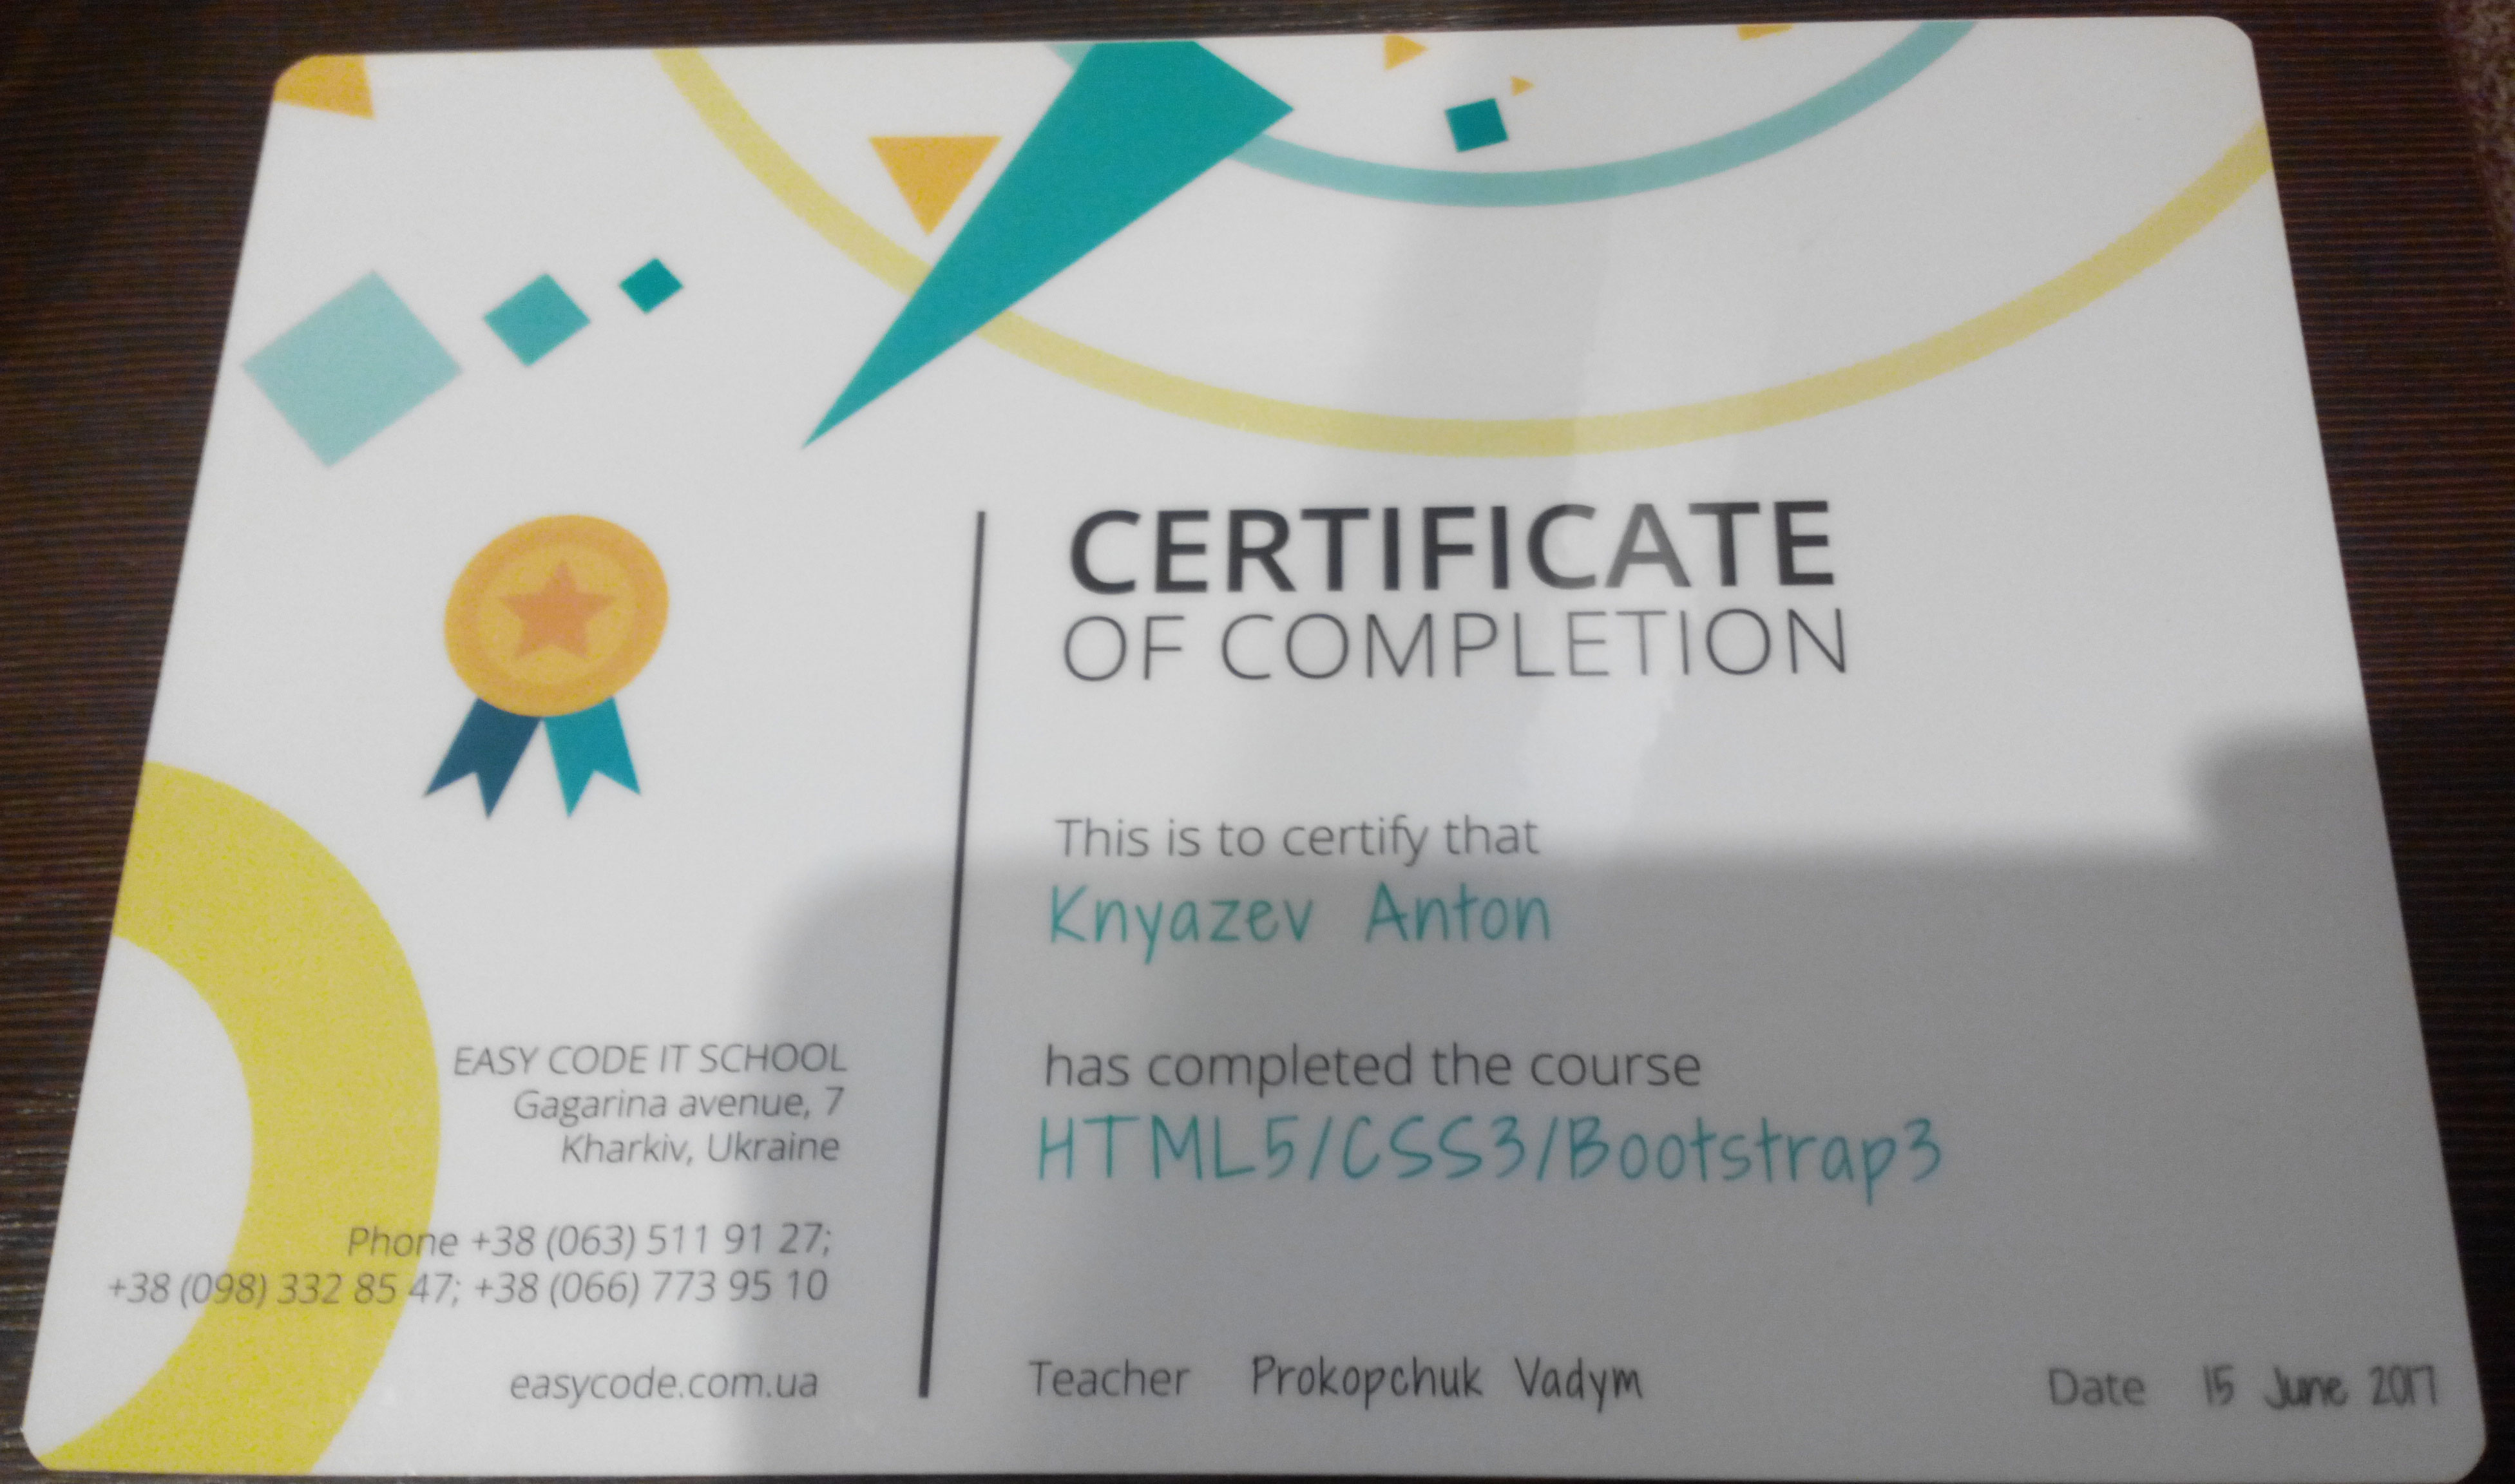 CERTIFICATE
OF COMPLETION
This is to certify that
Knyazev Anton
has completed the course
HTML5/CSS3/Bootstrap3
EASY CODE IT SCHOOL
Gagarina avenue, 7
Kharkiv, Ukraine
Phone +38 (063) 511 91 27;
+38 (098) 332 85 47; +38 (066) 773 95 10
easycode.com.ua
Teacher Prokopchuk Vadym
Date 15 June 2017